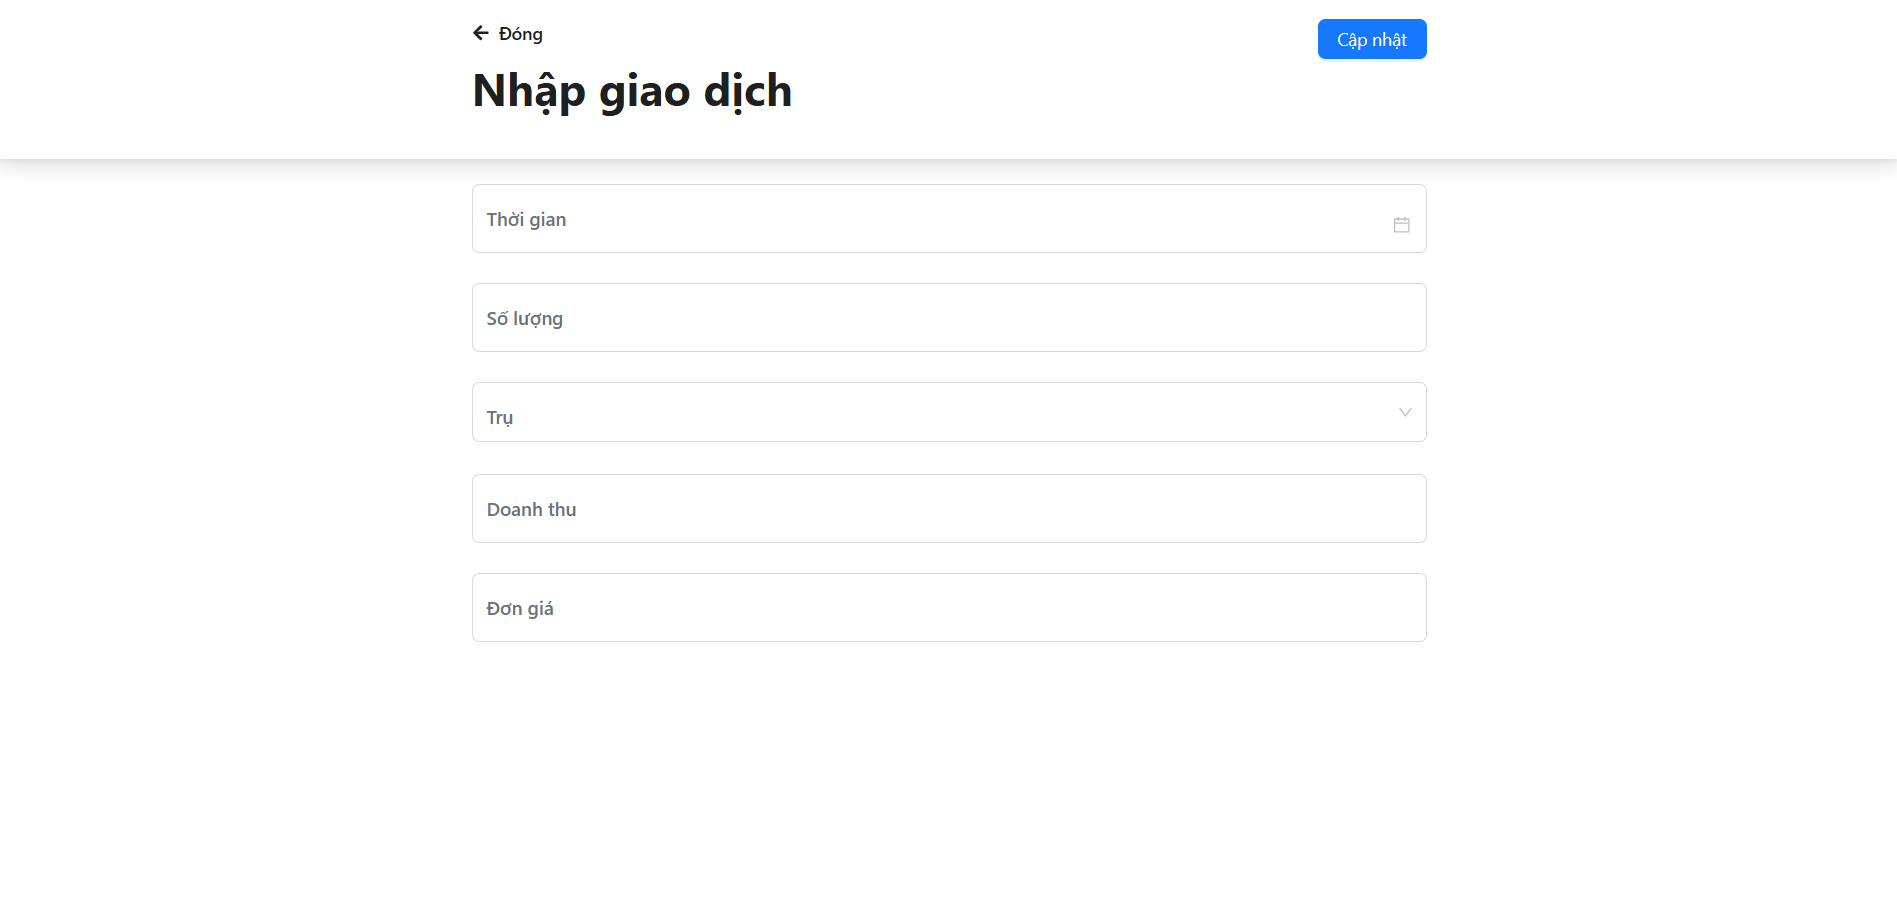 Đóng
Cập nhật
Nhập giao dịch
Thời gian
Số lượng
Trụ
Doanh thu
Đơn giá